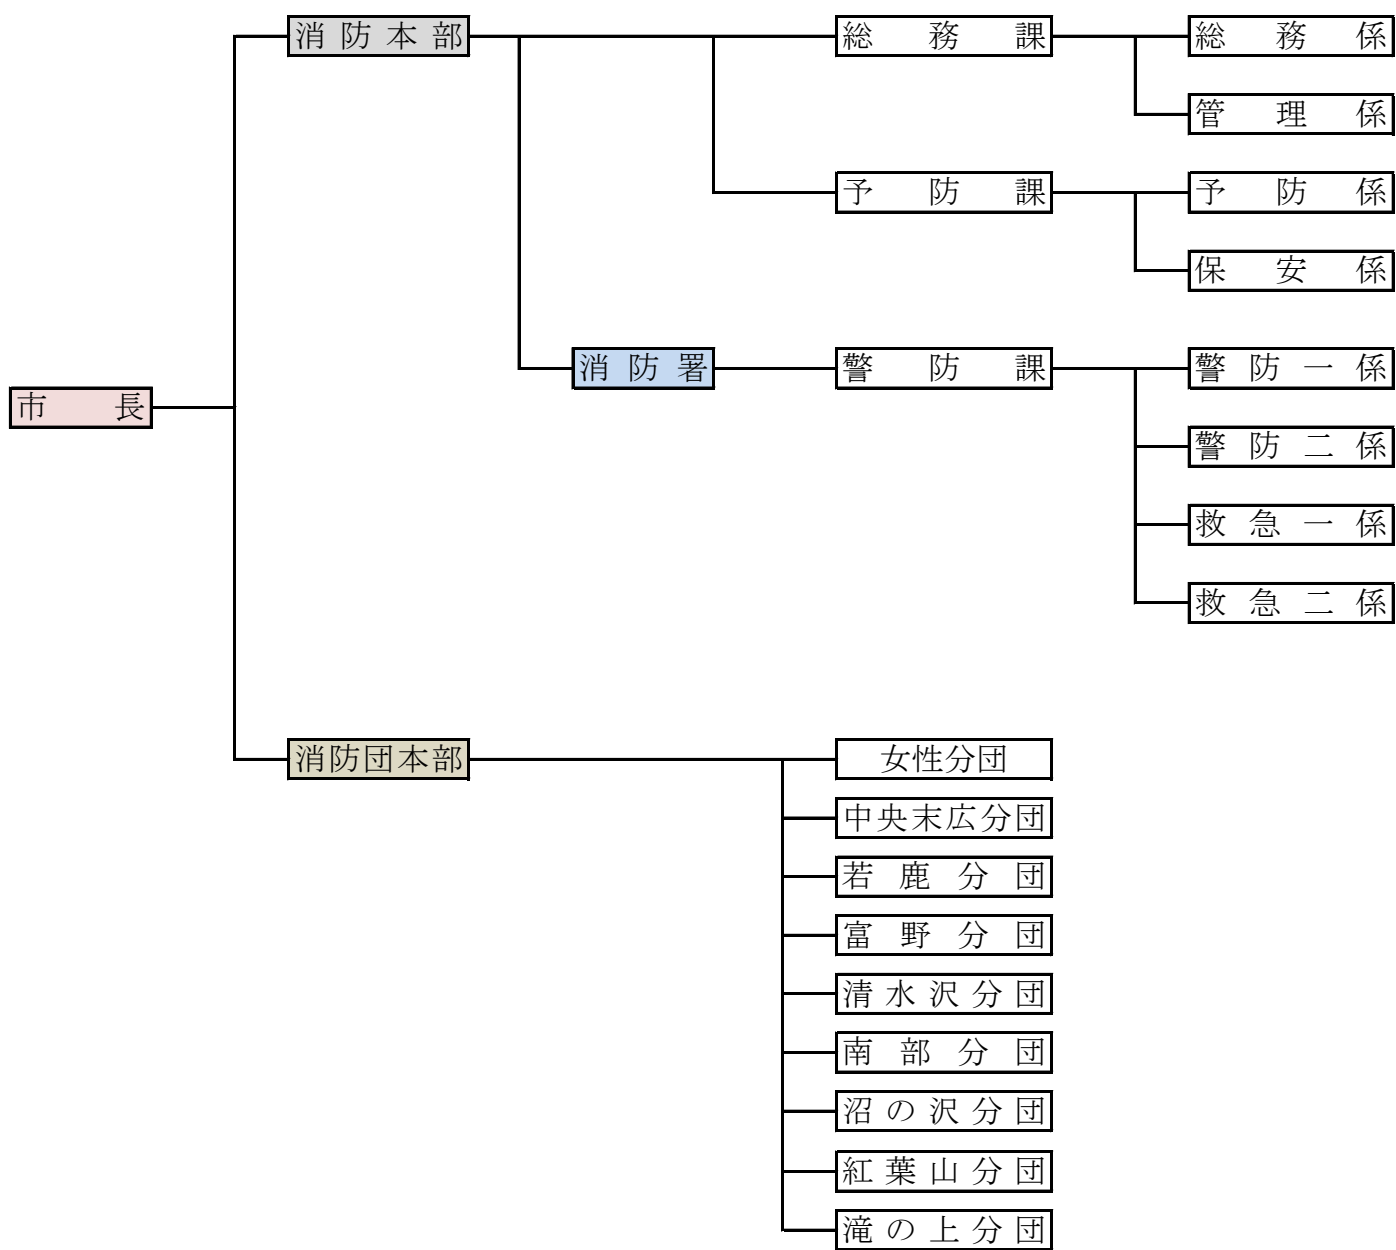 消防本部
総務課
総務係
管理係
予防課
予防係
保安係
消防署
警防課
警防一係
市長
警防二係
救急一係
救急二係
消防団本部
女性分団
中央末広分団
若鹿分団
富野分団
清水沢分団
南部分団
沼の沢分団
紅葉山分団
滝の上分団